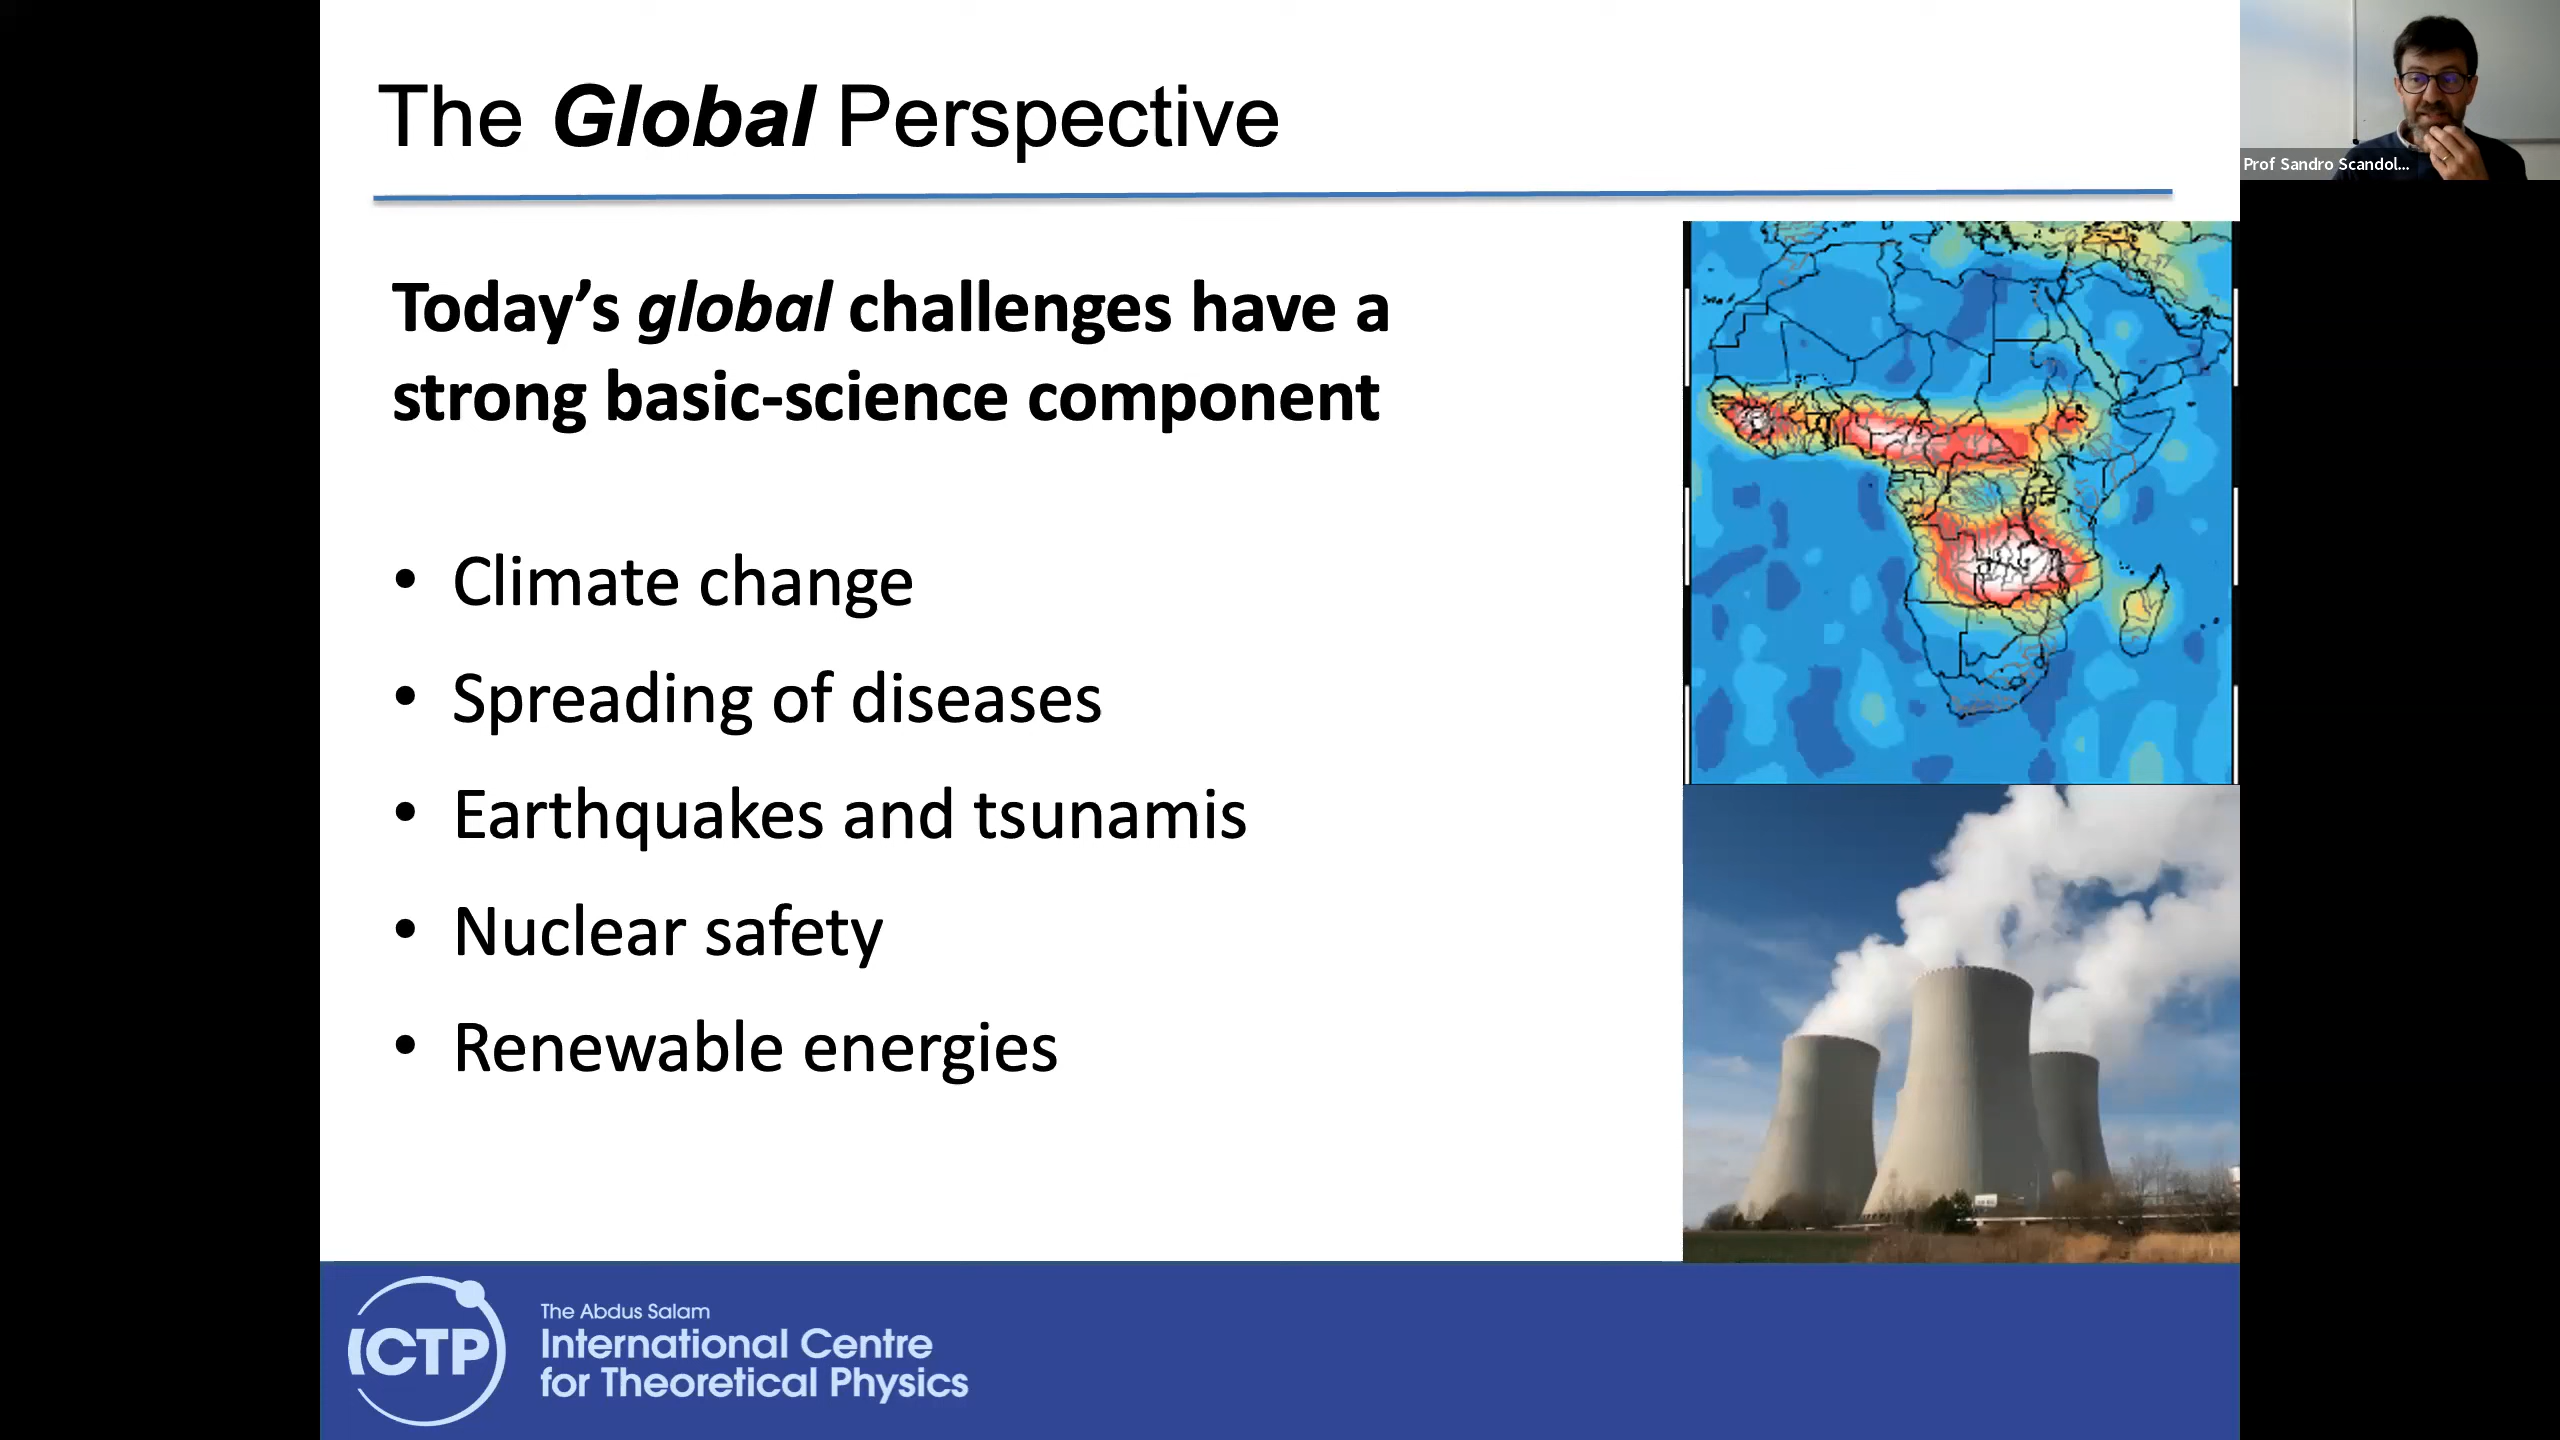 The Global Perspective
Prof Sandro Scandol...
Today’s global challenges have a
strong basic-science component
• Climate change
• Spreading of diseases
• Earthquakes and tsunamis
• Nuclear safety
• Renewable energies
ICTP
The Abdus Salam
International Centre
for Theoretical Physics